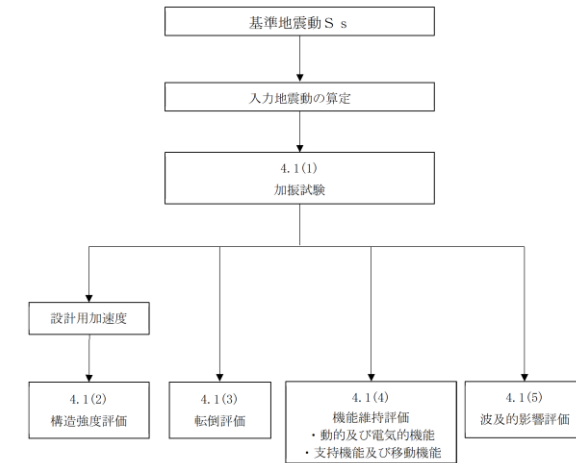 基準地震動Ｓｓ
入力地震動の算定
4.1(1)
加振試験
設計用加速度
4.1(2)
構造強度評価
4.1(3)
転倒評価
4.1(4)
機能維持評価
・動的及び電気的機能
・支持機能及び移動機能
4.1(5)
波及的影響評価